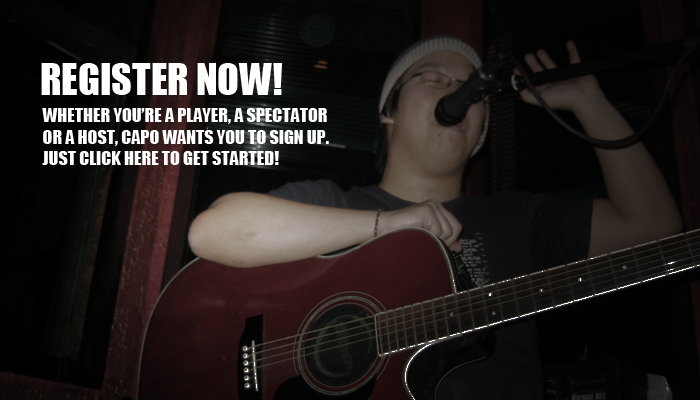 REGISTER NOW!
WHETHER YOU'RE A PLAYER, A SPECTATOR
OR A HOST, CAPO WANTS YOU TO SIGN UP.
JUST CLICK HERE TO GET STARTED!